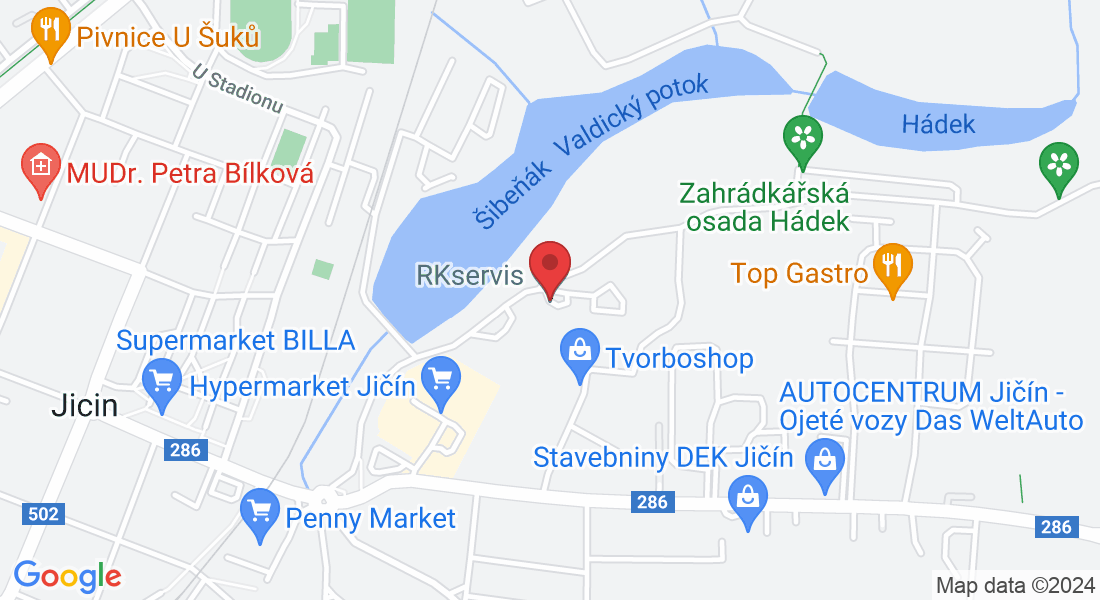 Pivnice U Šuků
U Stadionu
Šibeňák Valdický potok
Hádek
MUDr. Petra Bílková
Zahrádkářská
osada Hádek
RKservis
Top Gastro
Supermarket BILLA
Tvorboshop
Hypermarket Jičín
AUTOCENTRUM Jičín -
Ojeté vozy Das WeltAuto
Jicin
286
Stavebniny DEK Jičín
286
502
Penny Market
286
Google
Map data ©2024